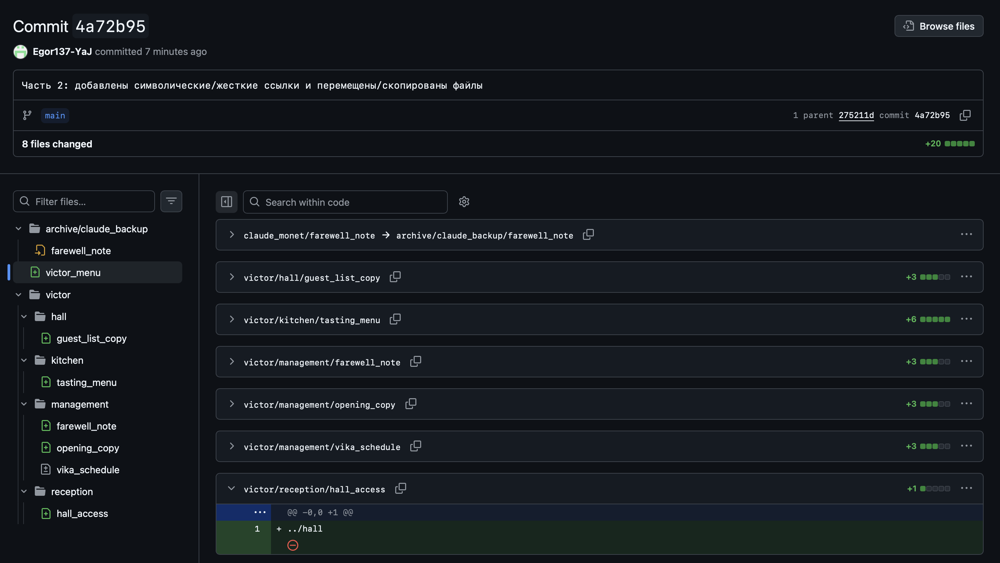 Commit 4a72b95
Browse files
Egor137-YaJ committed 7 minutes ago
Часть 2: добавлены символические/жесткие ссылки и перемещены/скопированы файлы
main
1 parent 275211d commit 4a72b95
8 files changed
+20
Filter files...
archive/claude_backup
farewell_note
victor_menu
victor
hall
guest_list_copy
kitchen
tasting_menu
management
farewell_note
opening_copy
vika_schedule
reception
hall_access
Search within code
claude_monet/farewell_note → archive/claude_backup/farewell_note
victor/hall/guest_list_copy +3
victor/kitchen/tasting_menu +6
victor/management/farewell_note +3
victor/management/opening_copy +3
victor/management/vika_schedule +3
victor/reception/hall_access +1
@@ -0,0 +1 @@
1 + ../hall